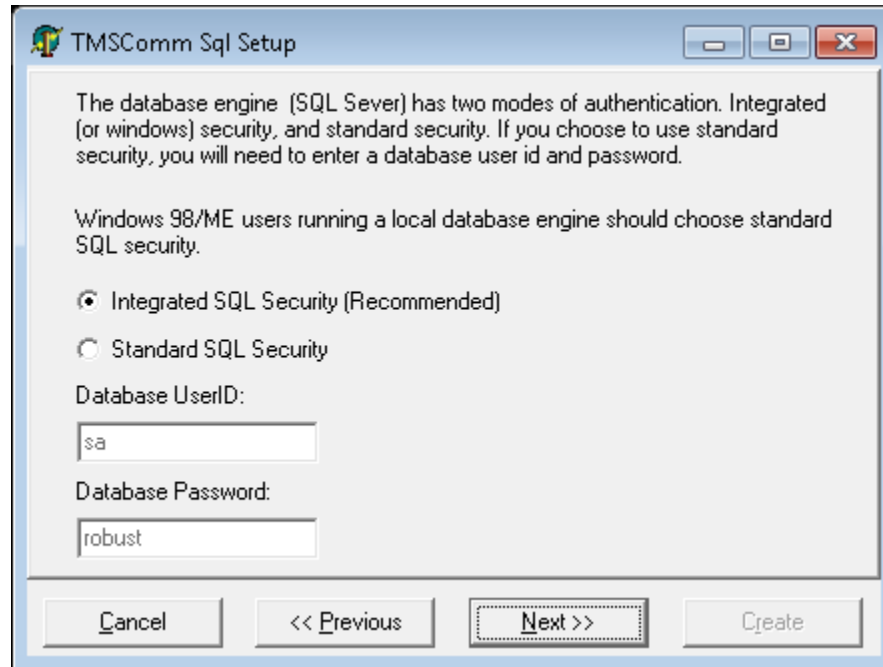 TMSComm Sql Setup
The database engine (SQL Sever) has two modes of authentication. Integrated
(or windows) security, and standard security. If you choose to use standard
security, you will need to enter a database user id and password.
Windows 98/ME users running a local database engine should choose standard
SQL security.
Integrated SQL Security (Recommended)
Standard SQL Security
Database UserID:
sa
Database Password:
robust
Cancel
<< Previous
Next >>
Create